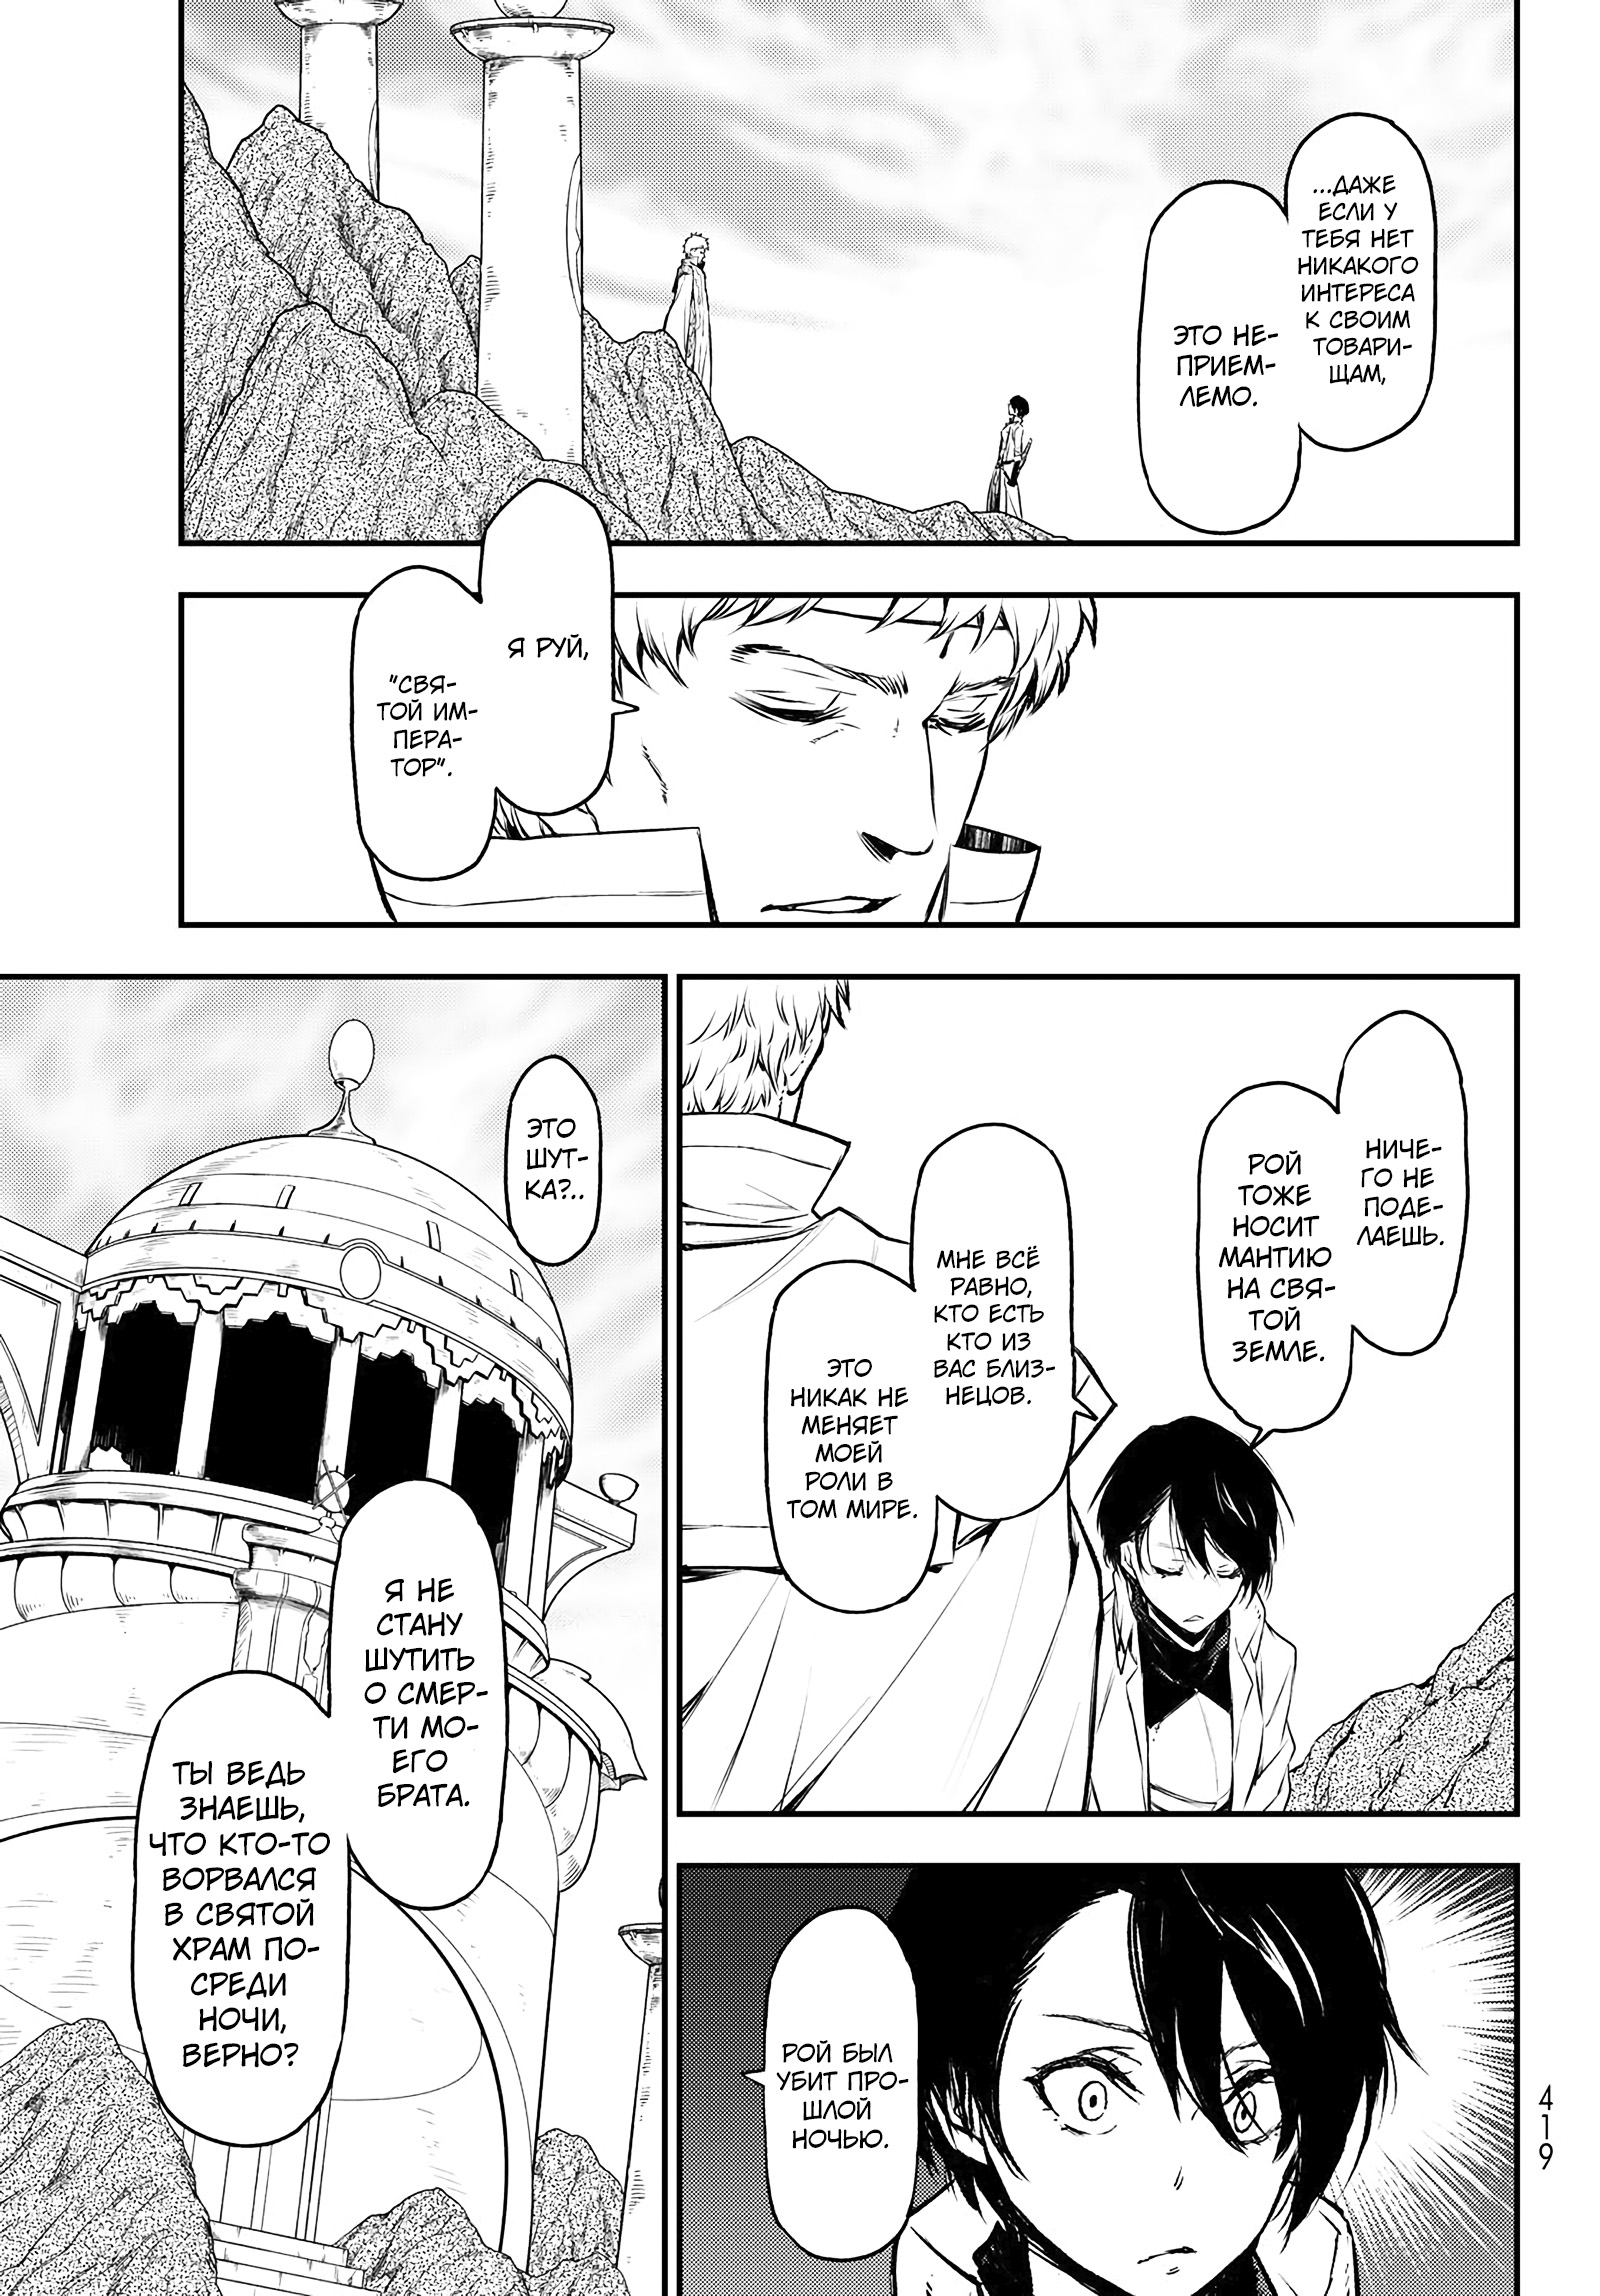 ...ДАЖЕ
ЕСЛИ У
ТЕБЯ НЕТ
НИКАКОГО
ИНТЕРЕСА
К СВОИМ
ТОВАРИ-
ЩАМ,
ЭТО НЕ-
ПРИЕМ-
ЛЕМО.
Я РУЙ,
"СВЯ-
ТОЙ ИМ-
ПЕРА-
ТОР".
НИЧЕ-
ГО НЕ
ПОДЕ-
ЛАЕШЬ.
РОЙ
ТОЖЕ
НОСИТ
МАНТИЮ
НА СВЯ-
ТОЙ
ЗЕМЛЕ.
МНЕ ВСЁ
РАВНО,
КТО ЕСТЬ
КТО ИЗ
ВАС БЛИЗ-
НЕЦОВ.
ЭТО
НИКАК НЕ
МЕНЯЕТ
МОЕЙ
РОЛИ В
ТОМ МИРЕ.
РОЙ БЫЛ
УБИТ ПРО-
ШЛОЙ
НОЧЬЮ.
ЭТО
ШУТ-
КА?..
Я НЕ
СТАНУ
ШУТИТЬ
О СМЕР-
ТИ МО-
ЕГО
БРАТА.
ТЫ ВЕДЬ
ЗНАЕШЬ,
ЧТО КТО-ТО
ВОРВАЛСЯ
В СВЯТОЙ
ХРАМ ПО-
СРЕДИ
НОЧИ,
ВЕРНО?
419